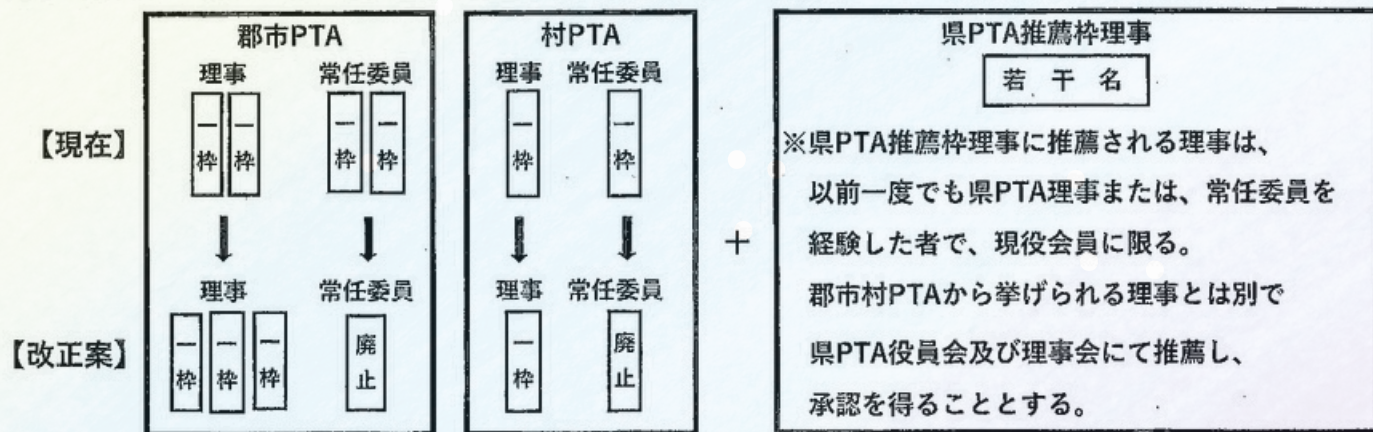 郡市PTA
理事 常任委員
一枠 一枠 一枠 一枠
【現在】
理事 常任委員
一枠 一枠 一枠 廃止
【改正案】
村PTA
理事 常任委員
一枠 一枠
理事 常任委員
一枠 廃止
+
県PTA推薦枠理事
若干名
※県PTA推薦枠理事に推薦される理事は、
以前一度でも県PTA理事または、常任委員を
経験した者で、現役会員に限る。
郡市村PTAから挙げられる理事とは別で
県PTA役員会及び理事会にて推薦し、
承認を得ることとする。